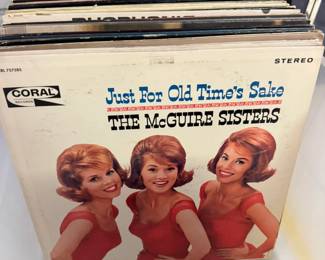 STEREO
CORAL
RECORDS
Just For Old Time's Sake
THE McGUIRE SISTERS